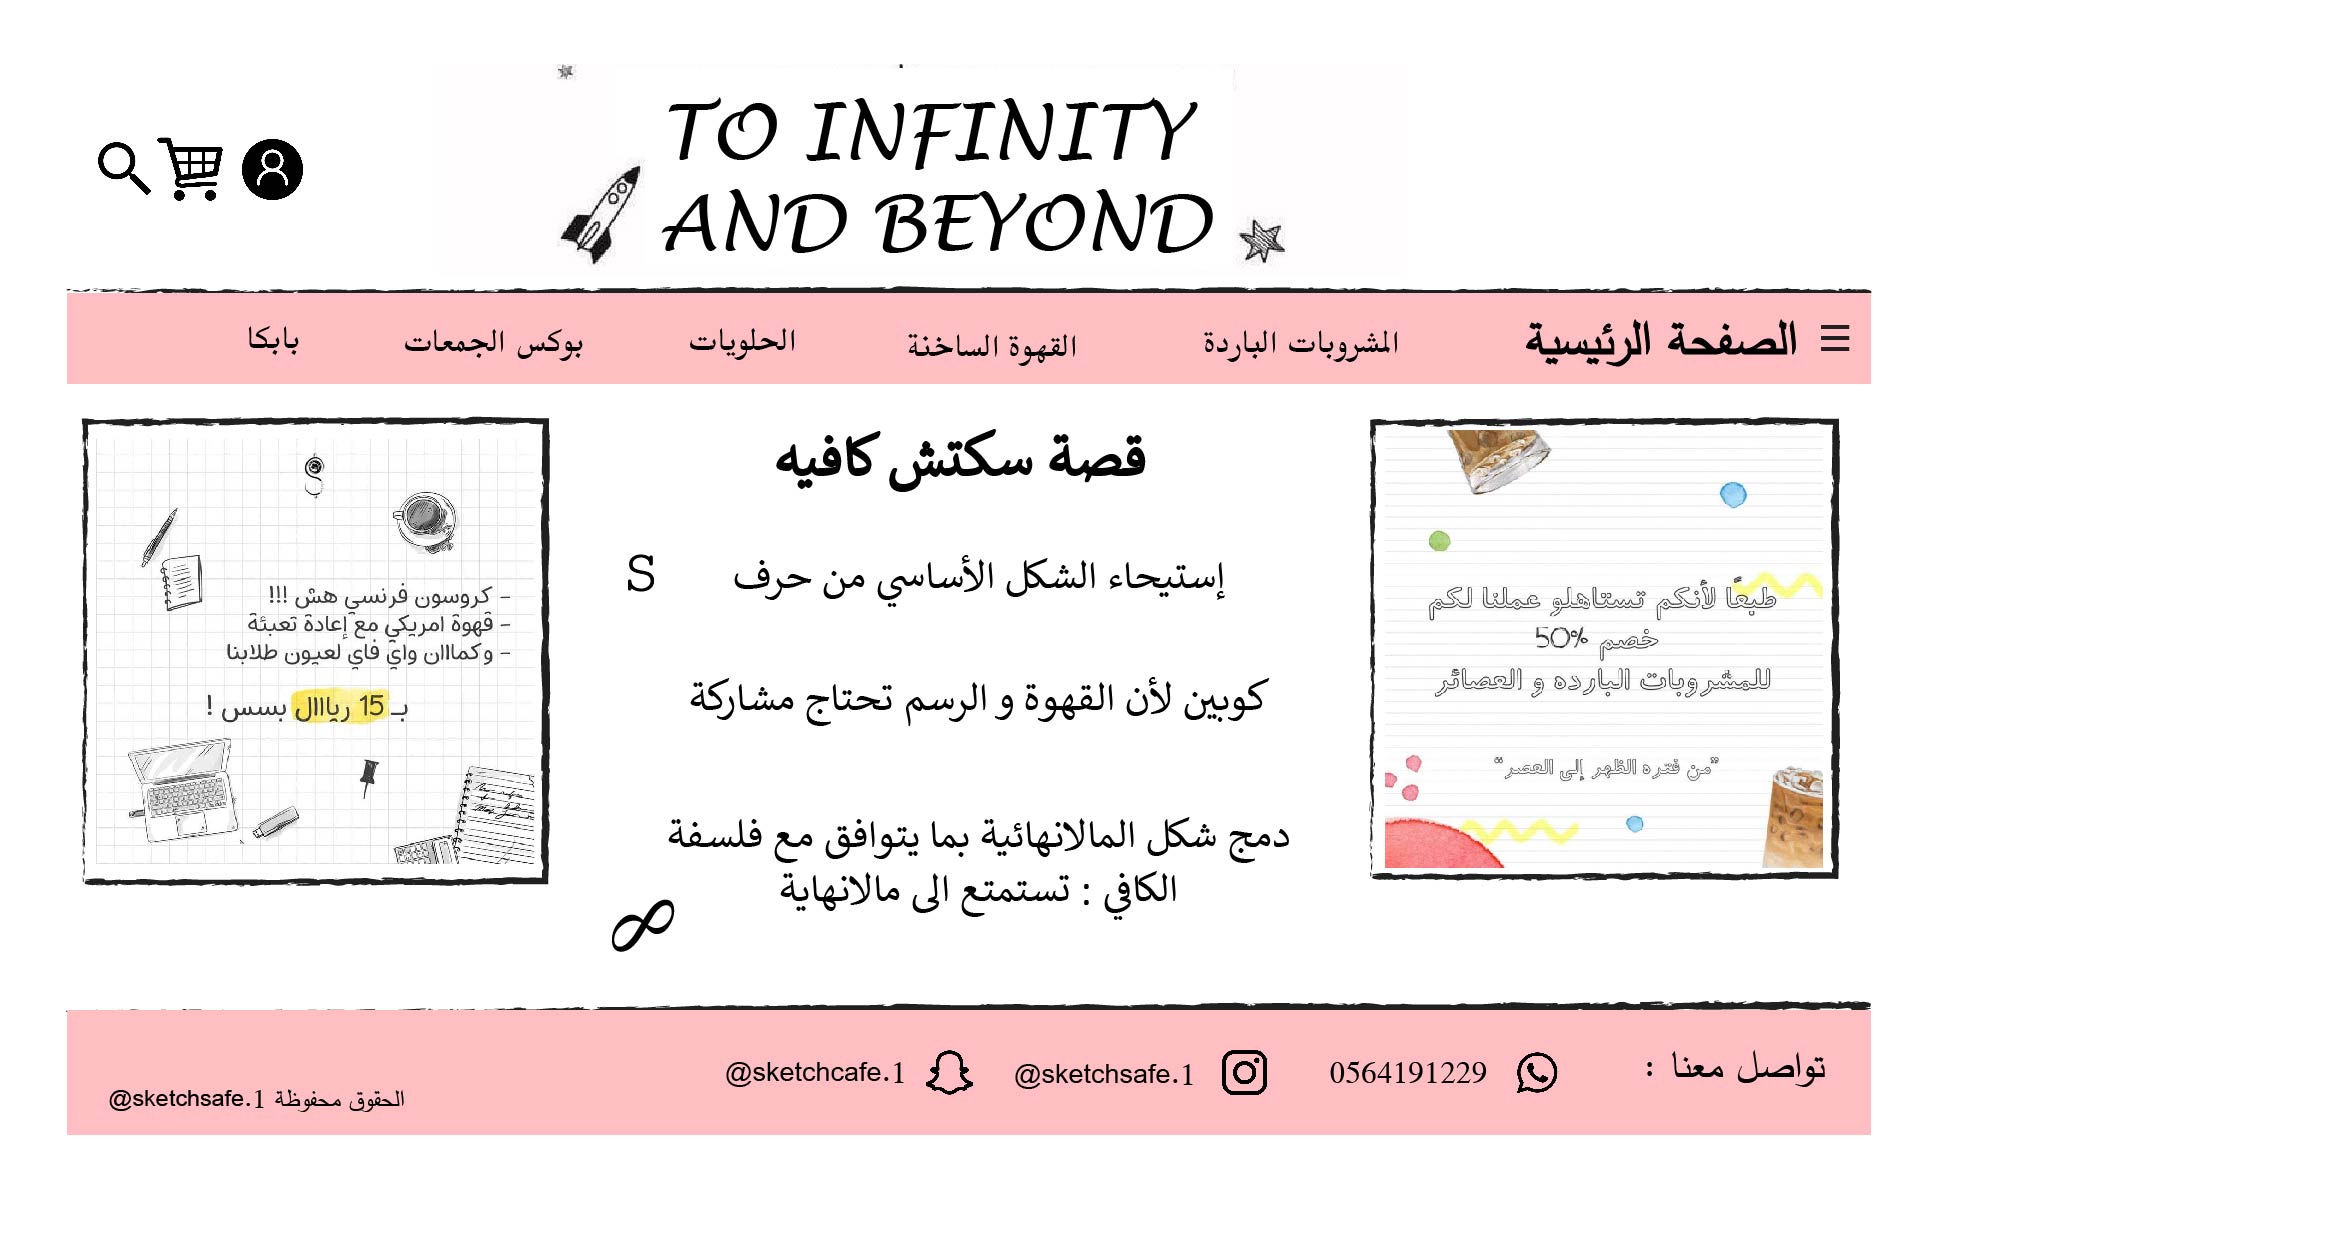 TO INFINITY
AND BEYOND
الصفحة الرئيسية
المشروبات الباردة
القهوة الساخنة
الحلويات
بوكس الجمعات
بابكا
طبعًا لأنكم تستاهلو عملنا لكم
خصم 50%
للمشروبات البارده و العصائر
"من فتره الظهر إلى العصر"
قصة سكتش كافيه
إستيحاء الشكل الأساسي من حرف S
كوبين لأن القهوة و الرسم تحتاج مشاركة
دمج شكل المالانهائية بما يتوافق مع فلسفة
الكافي : تستمتع الى مالانهاية
∞
- كروسون فرنسي هش !!!
- قهوة امريكي مع إعادة تعبئة
- وكمااان واي فاي لعيون طلابنا
بـ 15 ريااال بسس !
تواصل معنا :
0564191229
@sketchsafe.1
@sketchcafe.1
الحقوق محفوظة @sketchsafe.1